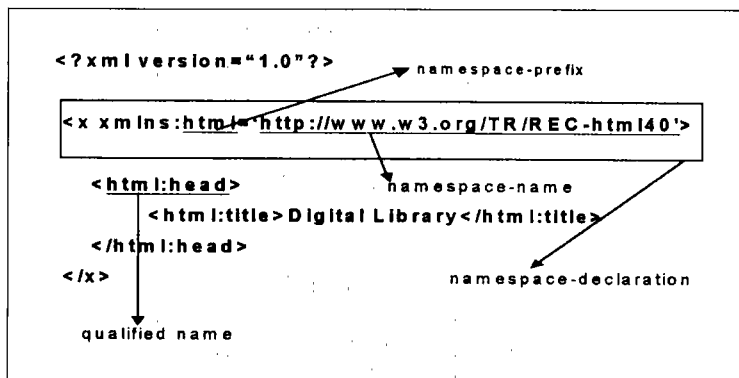 <?xml version="1.0"?>
namespace-prefix
<x xmlns:html='http://www.w3.org/TR/REC-html40'>
<html:head>
namespace-name
<html:title>Digital Library</html:title>
</html:head>
</x>
namespace-declaration
qualified name